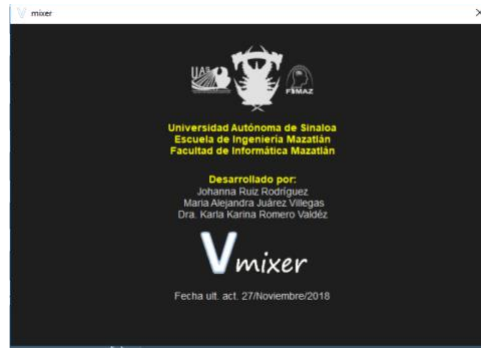 mixer
UAS
FIMAZ
Universidad Autónoma de Sinaloa
Escuela de Ingeniería Mazatlán
Facultad de Informática Mazatlán
Desarrollado por:
Johanna Ruiz Rodríguez
Maria Alejandra Juárez Villegas
Dra. Karla Karina Romero Valdéz
Vmixer
Fecha ult. act. 27/Noviembre/2018